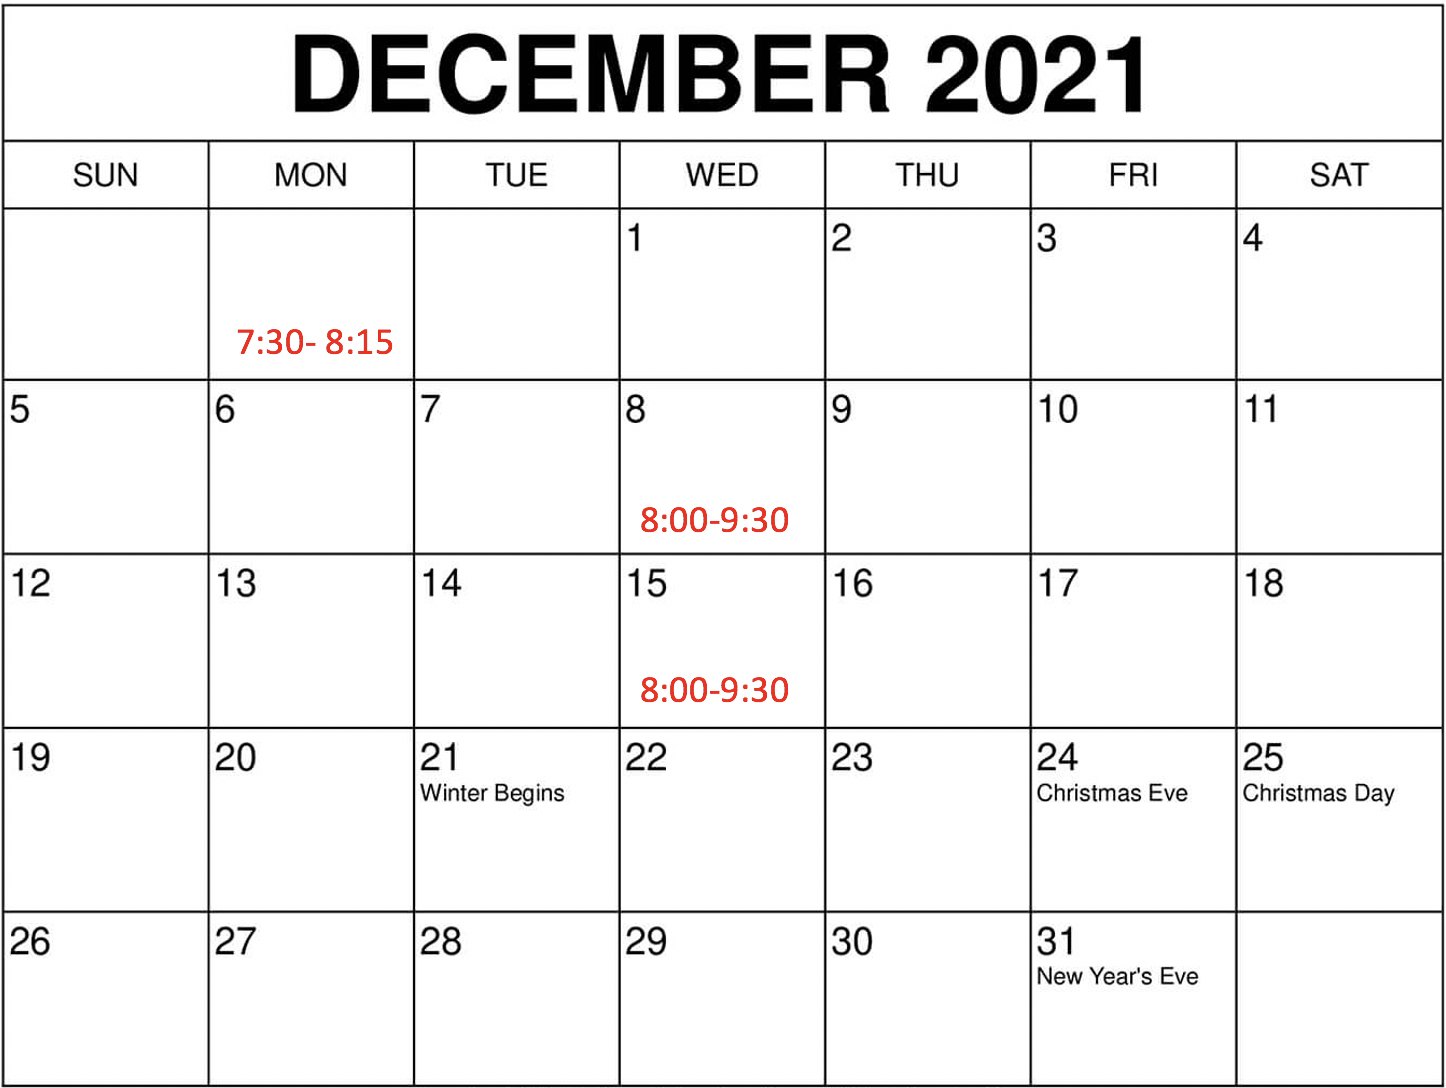 DECEMBER 2021
SUN MON TUE WED THU FRI SAT
1 2 3 4
7:30- 8:15
5 6 7 8 9 10 11
8:00-9:30
12 13 14 15 16 17 18
8:00-9:30
19 20 21 22 23 24 25
Winter Begins Christmas Eve Christmas Day
26 27 28 29 30 31
New Year's Eve